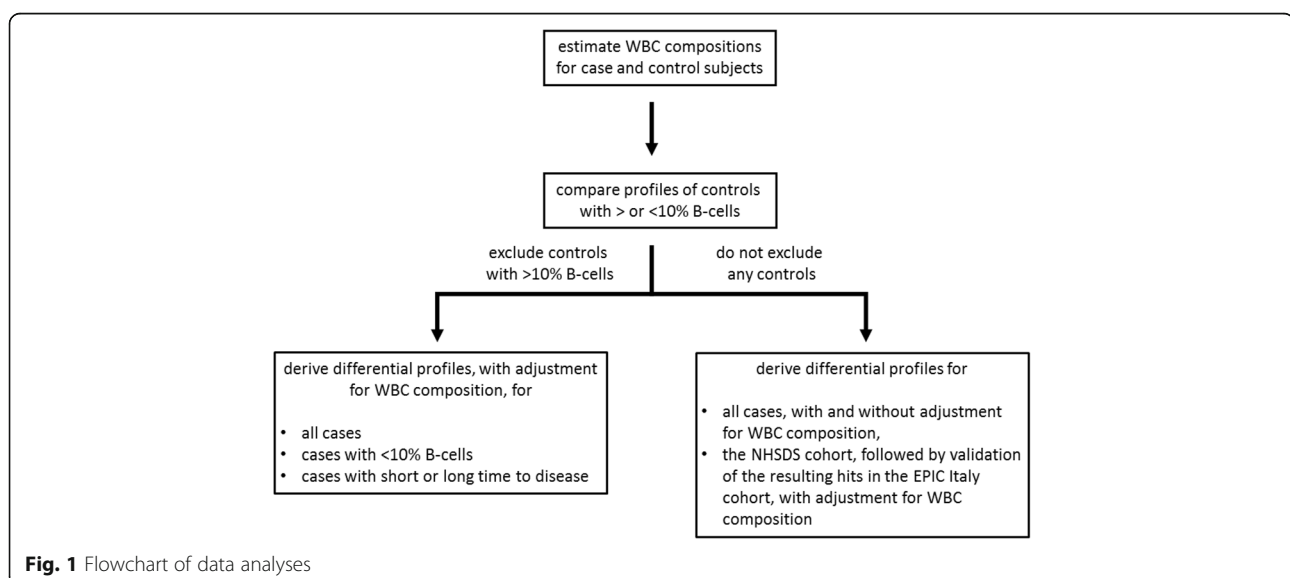 estimate WBC compositions
for case and control subjects
compare profiles of controls
with > or <10% B-cells
exclude controls
with >10% B-cells
do not exclude
any controls
derive differential profiles, with adjustment
for WBC composition, for
• all cases
• cases with <10% B-cells
• cases with short or long time to disease
derive differential profiles for
• all cases, with and without adjustment
for WBC composition,
• the NHSDS cohort, followed by validation
of the resulting hits in the EPIC Italy
cohort, with adjustment for WBC
composition
Fig. 1 Flowchart of data analyses